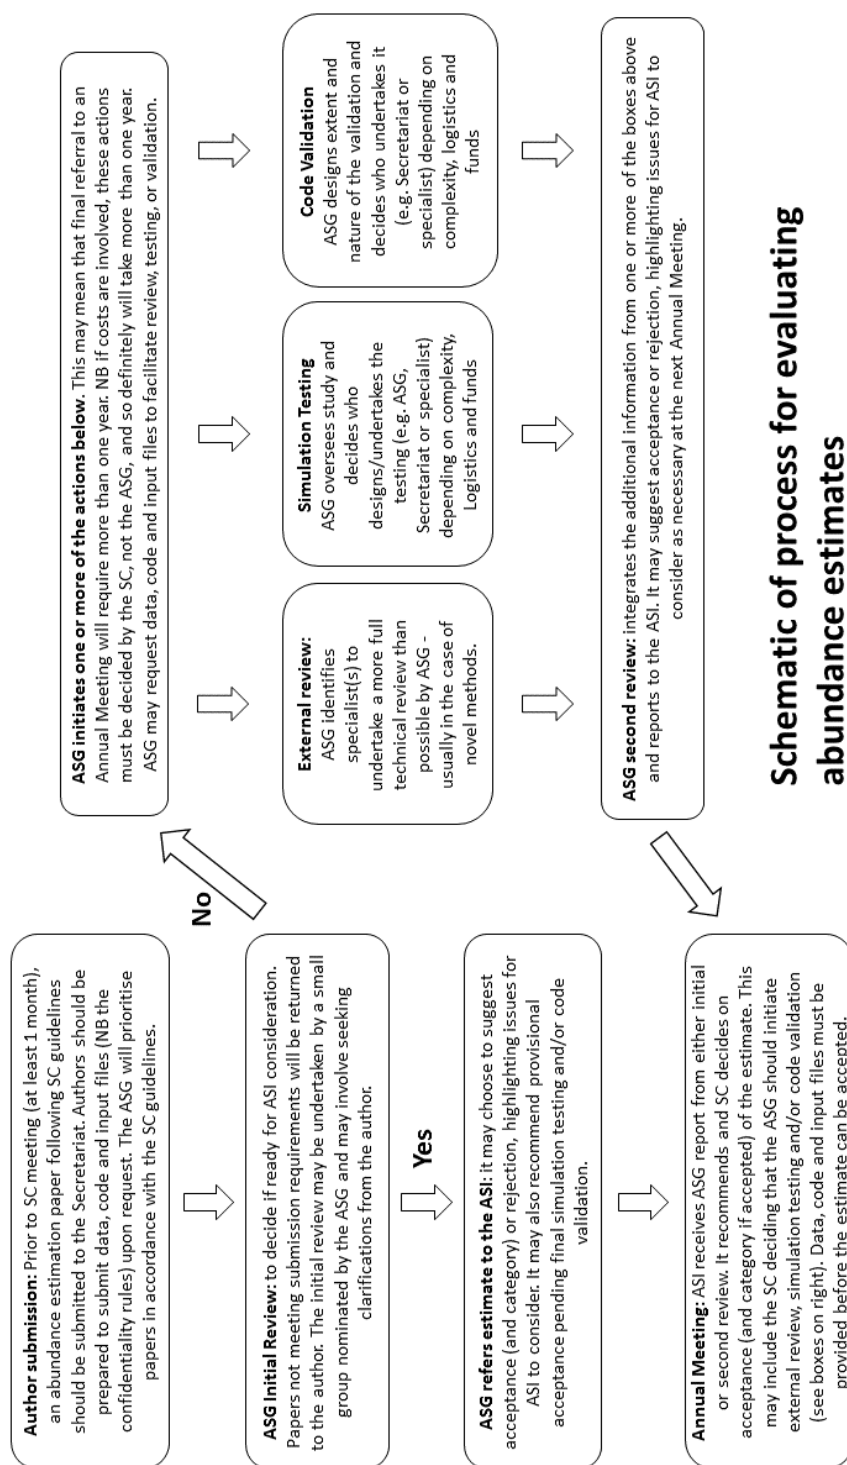 Author submission: Prior to SC meeting (at least 1 month),
an abundance estimation paper following SC guidelines
should be submitted to the Secretariat. Authors should be
prepared to submit data, code and input files (NB the
confidentiality rules) upon request. The ASG will prioritise
papers in accordance with the SC guidelines.
ASG Initial Review: to decide if ready for ASI consideration.
Papers not meeting submission requirements will be returned
to the author. The initial review may be undertaken by a small
group nominated by the ASG and may involve seeking
clarifications from the author.
Yes
No
ASG refers estimate to the ASI: it may choose to suggest
acceptance (and category) or rejection, highlighting issues for
ASI to consider. It may also recommend provisional
acceptance pending final simulation testing and/or code
validation.
Annual Meeting: ASI receives ASG report from either initial
or second review. It recommends and SC decides on
acceptance (and category if accepted) of the estimate. This
may include the SC deciding that the ASG should initiate
external review, simulation testing and/or code validation
(see boxes on right). Data, code and input files must be
provided before the estimate can be accepted.
ASG initiates one or more of the actions below. This may mean that final referral to an
Annual Meeting will require more than one year. NB if costs are involved, these actions
must be decided by the SC, not the ASG, and so definitely will take more than one year.
ASG may request data, code and input files to facilitate review, testing, or validation.
External review:
ASG identifies
specialist(s) to
undertake a more full
technical review than
possible by ASG -
usually in the case of
novel methods.
Simulation Testing
ASG oversees study and
decides who
designs/undertakes the
testing (e.g. ASG,
Secretariat or specialist)
depending on complexity,
Logistics and funds
Code Validation
ASG designs extent and
nature of the validation and
decides who undertakes it
(e.g. Secretariat or
specialist) depending on
complexity, logistics and
funds
ASG second review: integrates the additional information from one or more of the boxes above
and reports to the ASI. It may suggest acceptance or rejection, highlighting issues for ASI to
consider as necessary at the next Annual Meeting.
Schematic of process for evaluating
abundance estimates